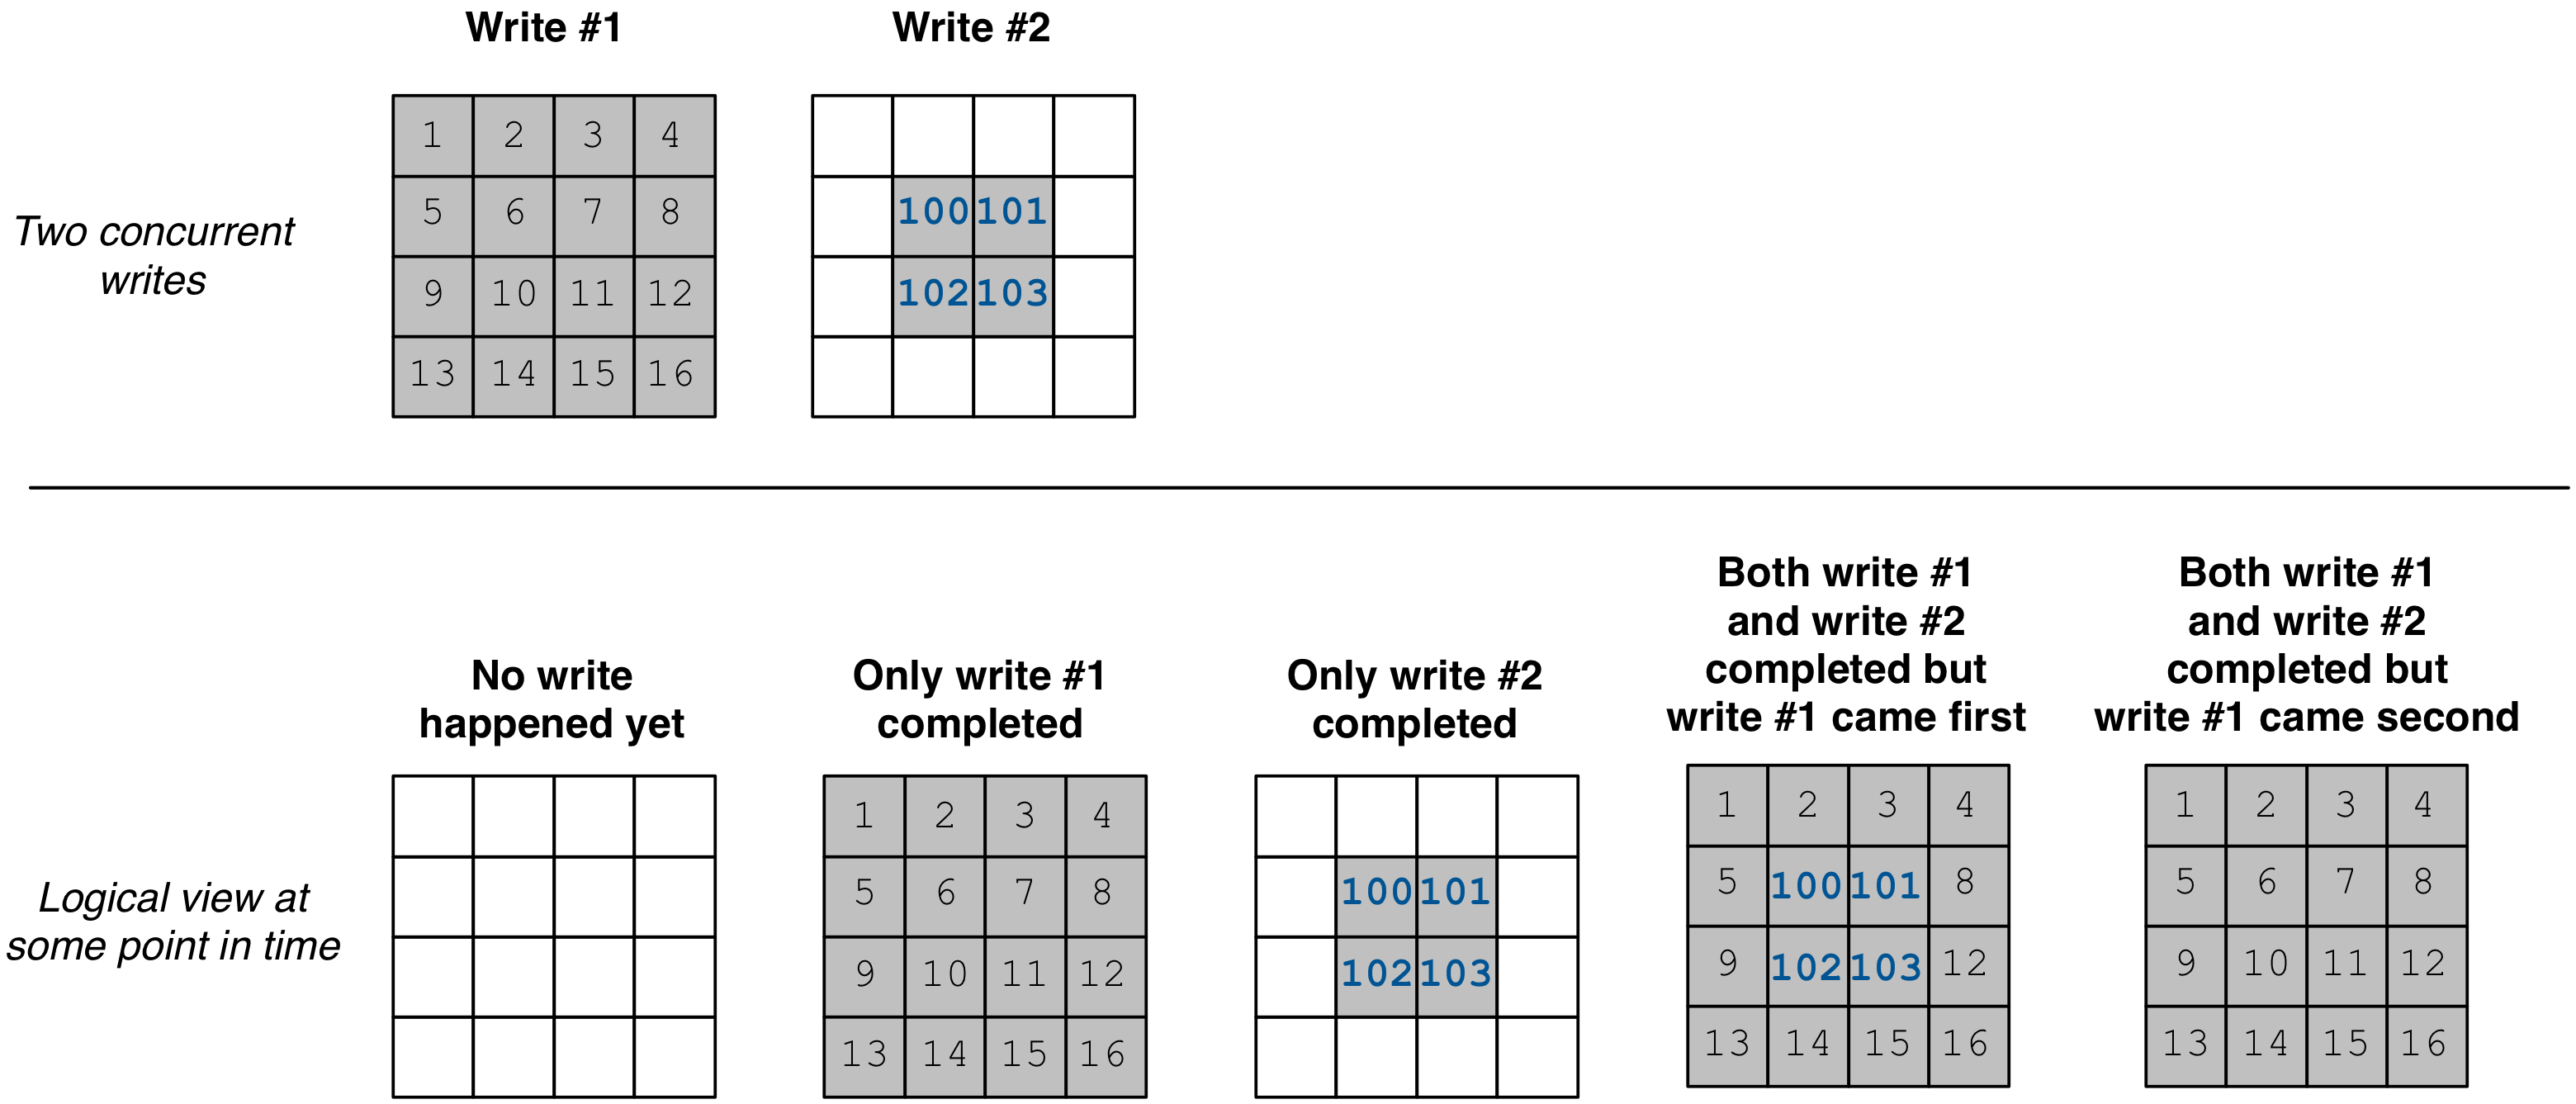 Write #1
Write #2
Two concurrent
writes
1 2 3 4
5 6 7 8
9 10 11 12
13 14 15 16
100 101
102 103
No write
happened yet
Only write #1
completed
Only write #2
completed
Both write #1
and write #2
completed but
write #1 came first
Both write #1
and write #2
completed but
write #1 came second
Logical view at
some point in time
1 2 3 4
5 6 7 8
9 10 11 12
13 14 15 16
100 101
102 103
1 2 3 4
5 100 101 8
9 102 103 12
13 14 15 16
1 2 3 4
5 6 7 8
9 10 11 12
13 14 15 16